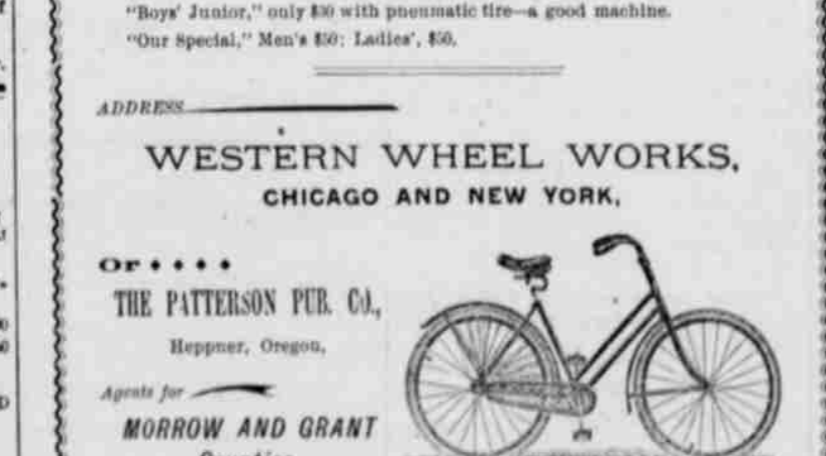 "Boys' Junior," only $30 with pneumatic tire—a good machine.
"Our Special," Men's $50; Ladies', $50.
ADDRESS
WESTERN WHEEL WORKS,
CHICAGO AND NEW YORK,
Or
THE PATTERSON PUB. CO.,
Heppner, Oregon,
Agents for
MORROW AND GRANT